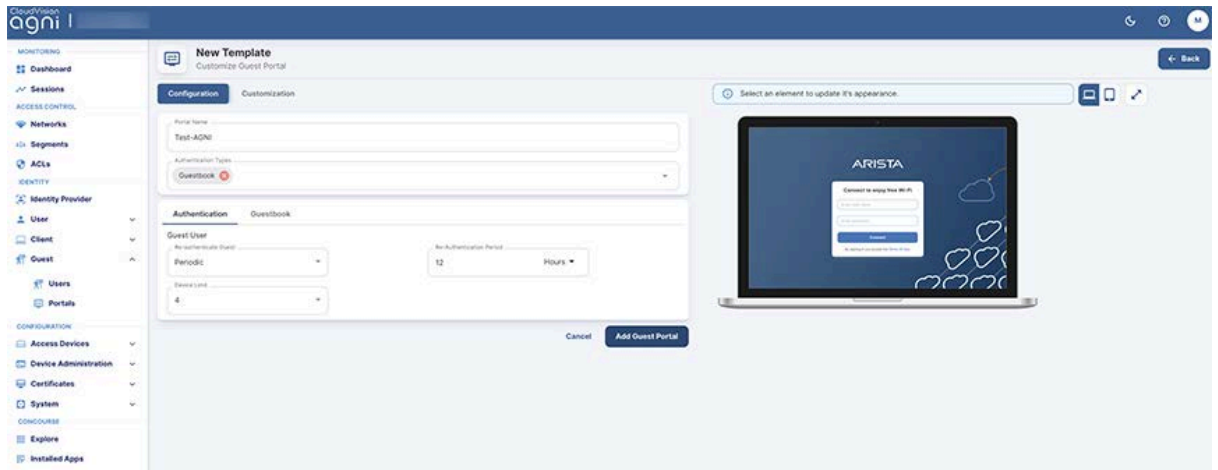 CloudVision
agni
M
MONITORING
Dashboard
Sessions
ACCESS CONTROL
Networks
Segments
ACLs
IDENTITY
Identity Provider
User
Client
Guest
Users
Portals
CONFIGURATION
Access Devices
Device Administration
Certificates
System
CONCOURSE
Explore
Installed Apps
New Template
Customize Guest Portal
← Back
Configuration
Customization
Portal Name
Test-AGNI
Authentication Types
Guestbook
Authentication
Guestbook
Guest User
Re-authenticate Guest
Periodic
Re-Authentication Period
12
Hours
Device Limit
4
Cancel
Add Guest Portal
Select an element to update it's appearance.
ARISTA
Connect to enjoy free Wi-Fi
Connect